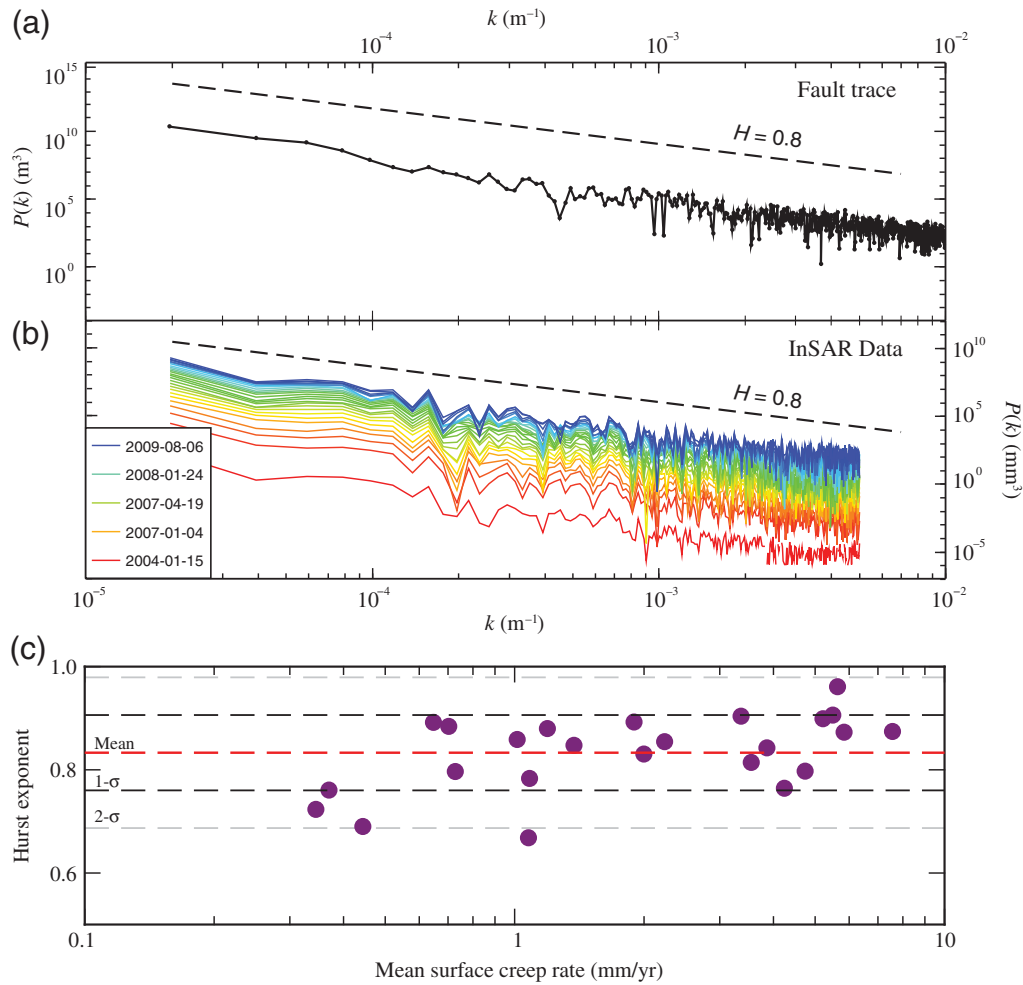 (a)
k (m⁻¹)
10⁻⁴ 10⁻³ 10⁻²
10¹⁵
10¹⁰
10⁵
10⁰
P(k) (m³)
Fault trace
H = 0.8
(b)
InSAR Data
H = 0.8
10¹⁰
10⁵
10⁰
10⁻⁵
P(k) (mm³)
2009-08-06
2008-01-24
2007-04-19
2007-01-04
2004-01-15
10⁻⁵ 10⁻⁴ 10⁻³ 10⁻²
k (m⁻¹)
(c)
1.0
0.8
0.6
Hurst exponent
Mean
1-σ
2-σ
0.1 1 10
Mean surface creep rate (mm/yr)